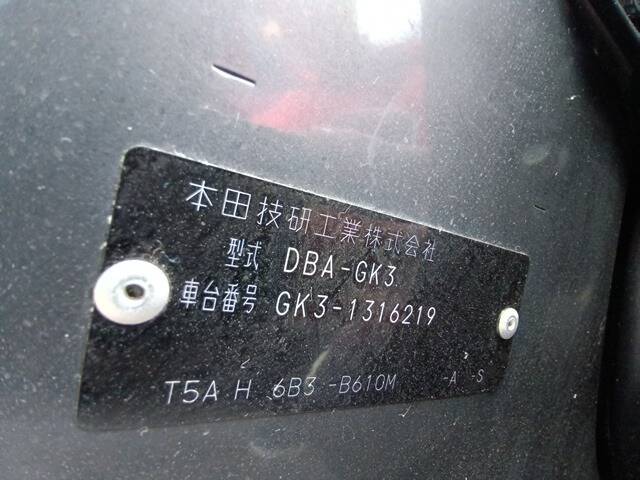 本田技研工業株式会社
型式 DBA-GK3
車台番号 GK3-1316219
T5A H 6B3 -B610M -A -S